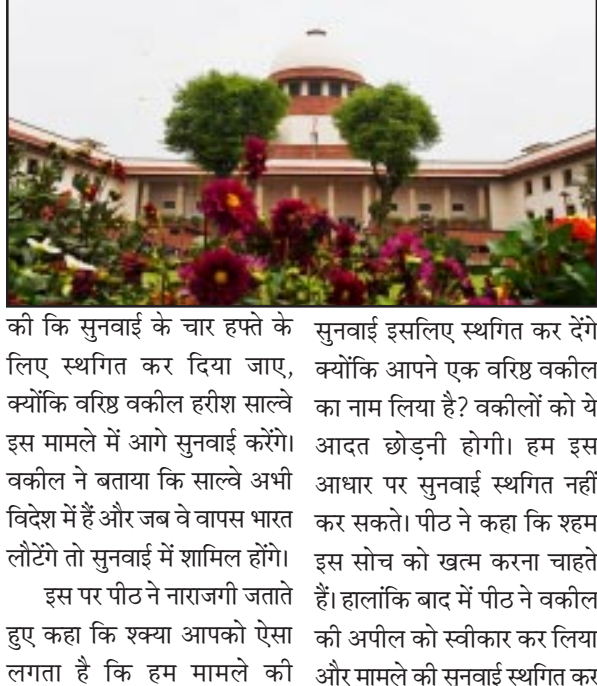 की कि सुनवाई के चार हफ्ते के
लिए स्थगित कर दिया जाए,
क्योंकि वरिष्ठ वकील हरीश साल्वे
इस मामले में आगे सुनवाई करेंगे।
वकील ने बताया कि साल्वे अभी
विदेश में हैं और जब वे वापस भारत
लौटेंगे तो सुनवाई में शामिल होंगे।
इस पर पीठ ने नाराजगी जताते
हुए कहा कि श्क्या आपको ऐसा
लगता है कि हम मामले की
सुनवाई इसलिए स्थगित कर देंगे
क्योंकि आपने एक वरिष्ठ वकील
का नाम लिया है? वकीलों को ये
आदत छोड़नी होगी। हम इस
आधार पर सुनवाई स्थगित नहीं
कर सकते। पीठ ने कहा कि श्हम
इस सोच को खत्म करना चाहते
हैं। हालांकि बाद में पीठ ने वकील
की अपील को स्वीकार कर लिया
और मामले की सुनवाई स्थगित कर